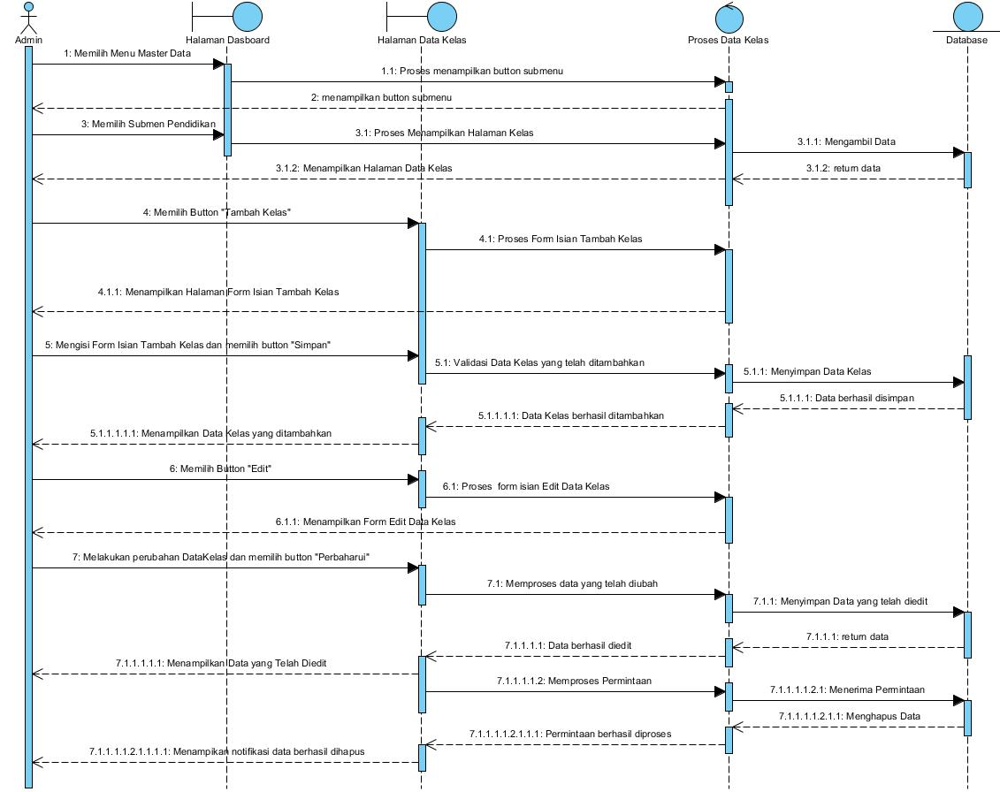 Admin
Halaman Dasboard
Halaman Data Kelas
Proses Data Kelas
Database
1: Memilih Menu Master Data
1.1: Proses menampilkan button submenu
2: menampilkan button submenu
3: Memilih Submen Pendidikan
3.1: Proses Menampilkan Halaman Kelas
3.1.1: Mengambil Data
3.1.2: Menampilkan Halaman Data Kelas
3.1.2: return data
4: Memilih Button "Tambah Kelas"
4.1: Proses Form Isian Tambah Kelas
4.1.1: Menampilkan Halaman Form Isian Tambah Kelas
5: Mengisi Form Isian Tambah Kelas dan memilih button "Simpan"
5.1: Validasi Data Kelas yang telah ditambahkan
5.1.1: Menyimpan Data Kelas
5.1.1.1: Data berhasil disimpan
5.1.1.1.1: Data Kelas berhasil ditambahkan
5.1.1.1.1.1: Menampilkan Data Kelas yang ditambahkan
6: Memilih Button "Edit"
6.1: Proses  form isian Edit Data Kelas
6.1.1: Menampilkan Form Edit Data Kelas
7: Melakukan perubahan DataKelas dan memilih button "Perbaharui"
7.1: Memproses data yang telah diubah
7.1.1: Menyimpan Data yang telah diedit
7.1.1.1: return data
7.1.1.1.1: Data berhasil diedit
7.1.1.1.1.1: Menampilkan Data yang Telah Diedit
7.1.1.1.1.2: Memproses Permintaan
7.1.1.1.1.2.1: Menerima Permintaan
7.1.1.1.1.2.1.1: Menghapus Data
7.1.1.1.1.2.1.1.1: Permintaan berhasil diproses
7.1.1.1.1.2.1.1.1.1: Menampikan notifikasi data berhasil dihapus